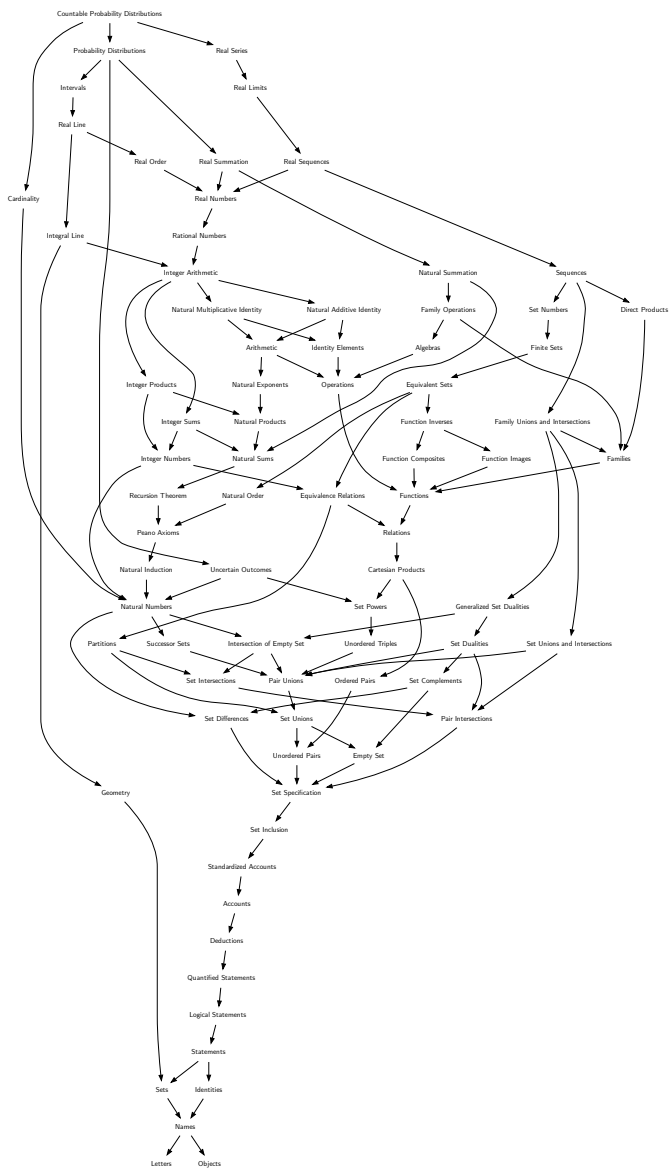 Countable Probability Distributions
Probability Distributions
Real Series
Intervals
Real Limits
Real Line
Real Order
Real Summation
Real Sequences
Cardinality
Real Numbers
Integral Line
Rational Numbers
Integer Arithmetic
Natural Summation
Sequences
Natural Multiplicative Identity
Natural Additive Identity
Family Operations
Set Numbers
Direct Products
Arithmetic
Identity Elements
Algebras
Finite Sets
Integer Products
Natural Exponents
Operations
Equivalent Sets
Integer Sums
Natural Products
Function Inverses
Family Unions and Intersections
Integer Numbers
Natural Sums
Function Composites
Function Images
Families
Recursion Theorem
Natural Order
Equivalence Relations
Functions
Peano Axioms
Relations
Natural Induction
Uncertain Outcomes
Cartesian Products
Natural Numbers
Set Powers
Generalized Set Dualities
Partitions
Successor Sets
Intersection of Empty Set
Unordered Triples
Set Dualities
Set Unions and Intersections
Set Intersections
Pair Unions
Ordered Pairs
Set Complements
Set Differences
Set Unions
Pair Intersections
Unordered Pairs
Empty Set
Geometry
Set Specification
Set Inclusion
Standardized Accounts
Accounts
Deductions
Quantified Statements
Logical Statements
Statements
Sets
Identities
Names
Letters
Objects